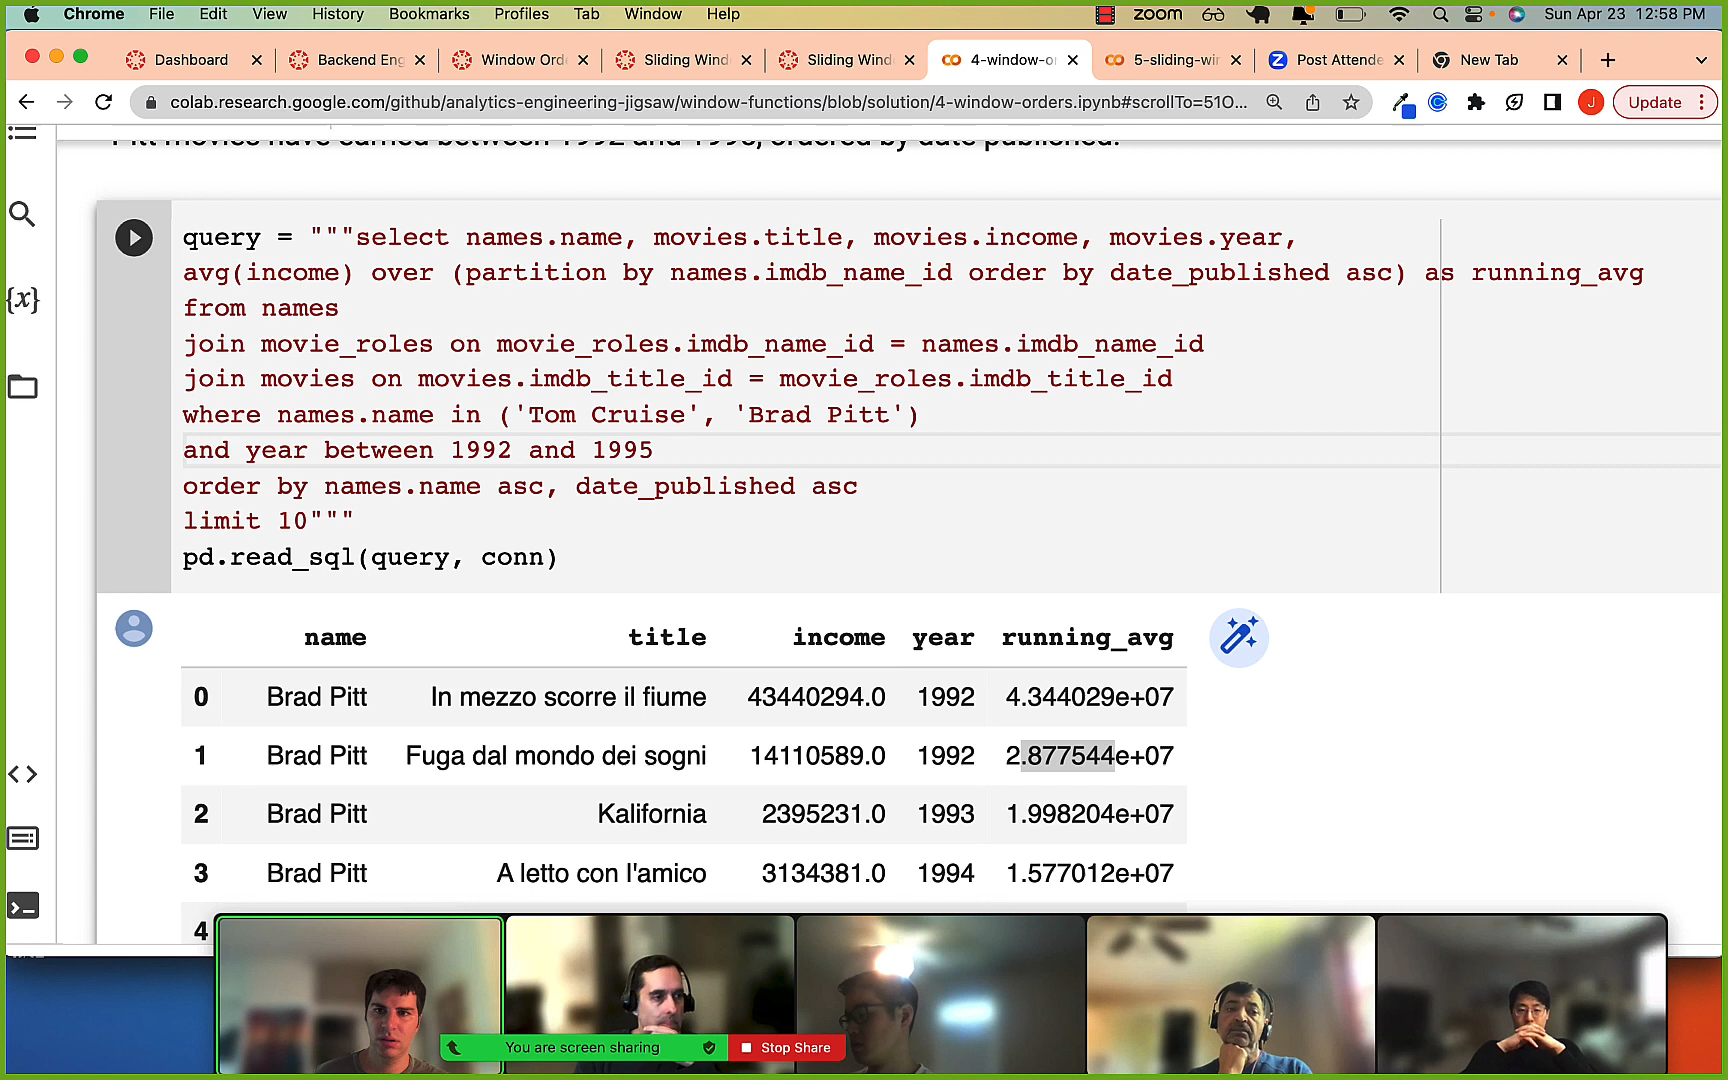 Chrome File Edit View History Bookmarks Profiles Tab Window Help zoom Sun Apr 23 12:58 PM
Dashboard Backend Eng Window Ord Sliding Wind Sliding Wind 4-window-or 5-sliding-wi Post Attende New Tab
colab.research.google.com/github/analytics-engineering-jigsaw/window-functions/blob/solution/4-window-orders.ipynb#scrollTo=51O... J Update
query = """select names.name, movies.title, movies.income, movies.year,
avg(income) over (partition by names.imdb_name_id order by date_published asc) as running_avg
{x}
from names
join movie_roles on movie_roles.imdb_name_id = names.imdb_name_id
join movies on movies.imdb_title_id = movie_roles.imdb_title_id
where names.name in ('Tom Cruise', 'Brad Pitt')
and year between 1992 and 1995
order by names.name asc, date_published asc
limit 10"""
pd.read_sql(query, conn)
name title income year running_avg
0 Brad Pitt In mezzo scorre il fiume 43440294.0 1992 4.344029e+07
1 Brad Pitt Fuga dal mondo dei sogni 14110589.0 1992 2.877544e+07
2 Brad Pitt Kalifornia 2395231.0 1993 1.998204e+07
3 Brad Pitt A letto con l'amico 3134381.0 1994 1.577012e+07
4
You are screen sharing Stop Share